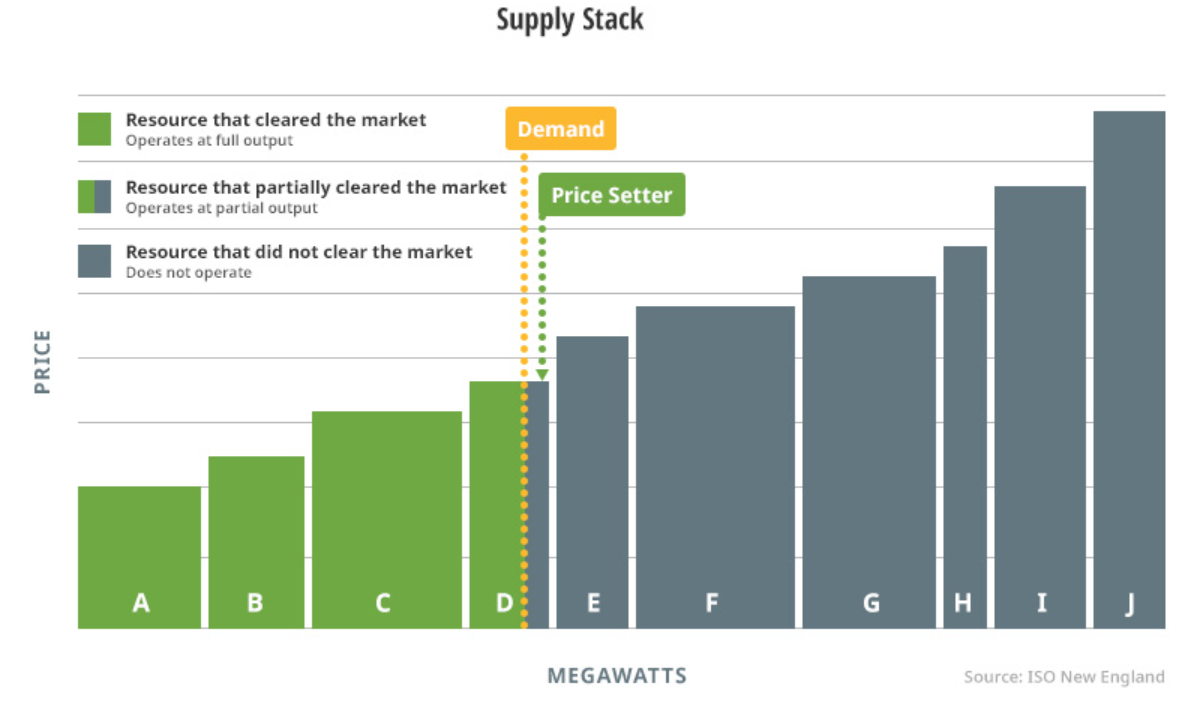 Supply Stack
Resource that cleared the market
Operates at full output
Demand
Resource that partially cleared the market
Operates at partial output
Price Setter
Resource that did not clear the market
Does not operate
PRICE
A
B
C
D
E
F
G
H
I
J
MEGAWATTS
Source: ISO New England